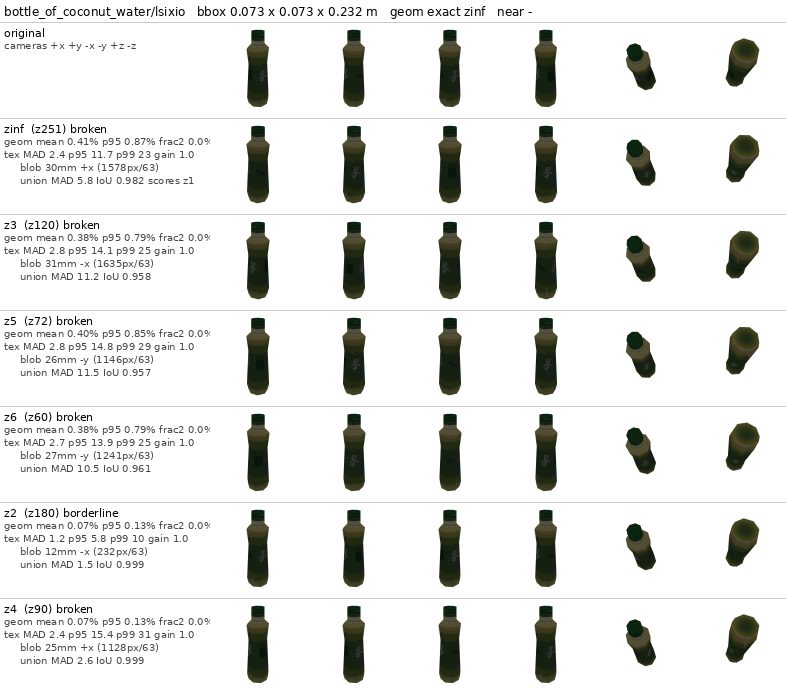 bottle_of_coconut_water/lsixio bbox 0.073 x 0.073 x 0.232 m geom exact zinf near -
original
cameras +x +y -x -y +z -z
zinf (z251) broken
geom mean 0.41% p95 0.87% frac2 0.0%
tex MAD 2.4 p95 11.7 p99 23 gain 1.0
blob 30mm +x (1578px/63)
union MAD 5.8 IoU 0.982 scores z1
z3 (z120) broken
geom mean 0.38% p95 0.79% frac2 0.0%
tex MAD 2.8 p95 14.1 p99 25 gain 1.0
blob 31mm -x (1635px/63)
union MAD 11.2 IoU 0.958
z5 (z72) broken
geom mean 0.40% p95 0.85% frac2 0.0%
tex MAD 2.8 p95 14.8 p99 29 gain 1.0
blob 26mm -y (1146px/63)
union MAD 11.5 IoU 0.957
z6 (z60) broken
geom mean 0.38% p95 0.79% frac2 0.0%
tex MAD 2.7 p95 13.9 p99 25 gain 1.0
blob 27mm -y (1241px/63)
union MAD 10.5 IoU 0.961
z2 (z180) borderline
geom mean 0.07% p95 0.13% frac2 0.0%
tex MAD 1.2 p95 5.8 p99 10 gain 1.0
blob 12mm -x (232px/63)
union MAD 1.5 IoU 0.999
z4 (z90) broken
geom mean 0.07% p95 0.13% frac2 0.0%
tex MAD 2.4 p95 15.4 p99 31 gain 1.0
blob 25mm +x (1128px/63)
union MAD 2.6 IoU 0.999